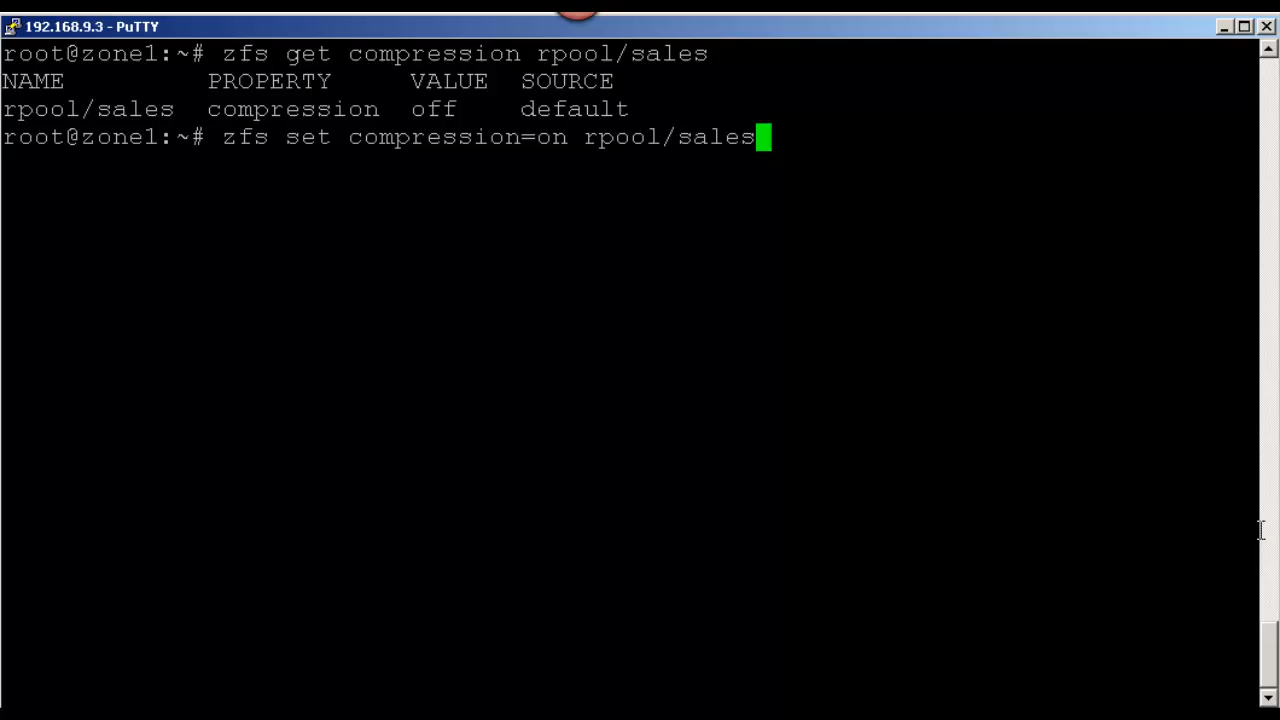 192.168.9.3 - PuTTY
root@zone1:~# zfs get compression rpool/sales
NAME         PROPERTY     VALUE  SOURCE
rpool/sales  compression  off    default
root@zone1:~# zfs set compression=on rpool/sales